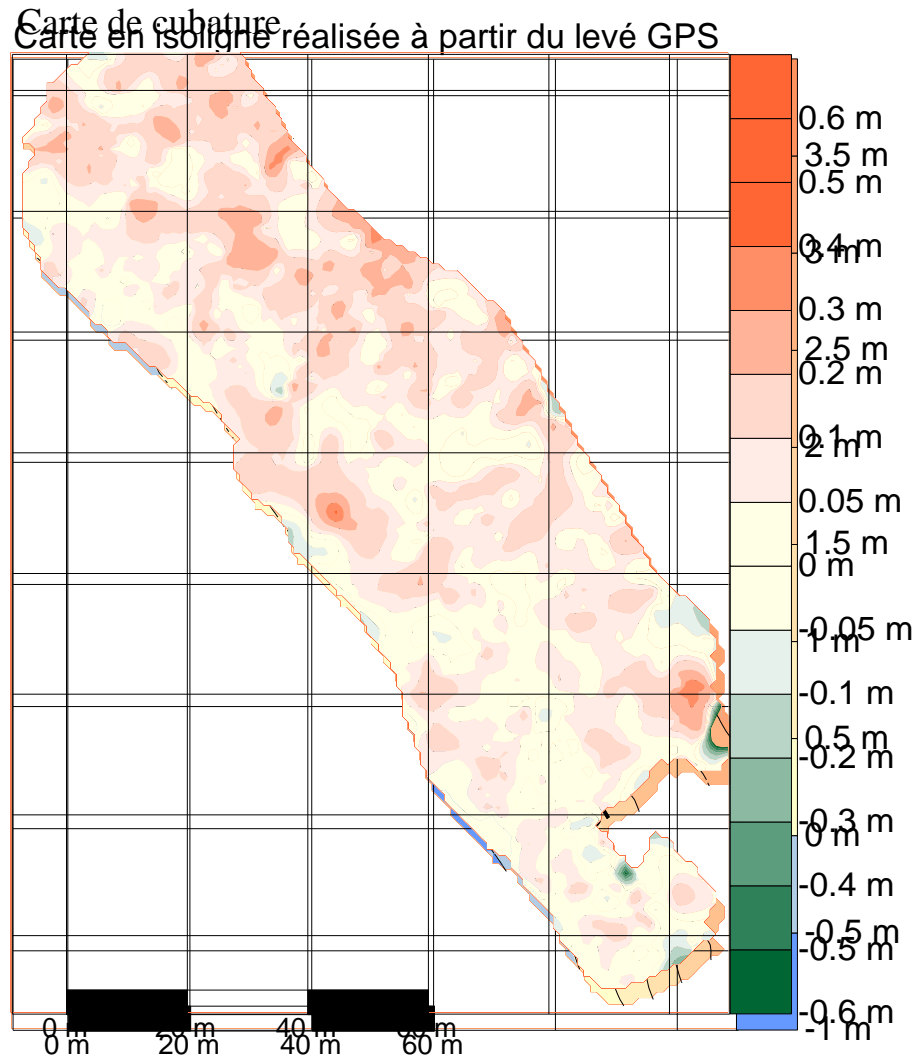 Carte de cubature
Carte en isoligne réalisée à partir du levé GPS
0.6 m
3.5 m
0.5 m
0.4 m
3 m
0.3 m
2.5 m
0.2 m
0.1 m
2 m
0.05 m
1.5 m
0 m
-0.05 m
1 m
-0.1 m
0.5 m
-0.2 m
-0.3 m
0 m
-0.4 m
-0.5 m
-0.5 m
-0.6 m
-1 m
0 m 20 m 40 m 60 m
0 m 20 m 40 m 60 m